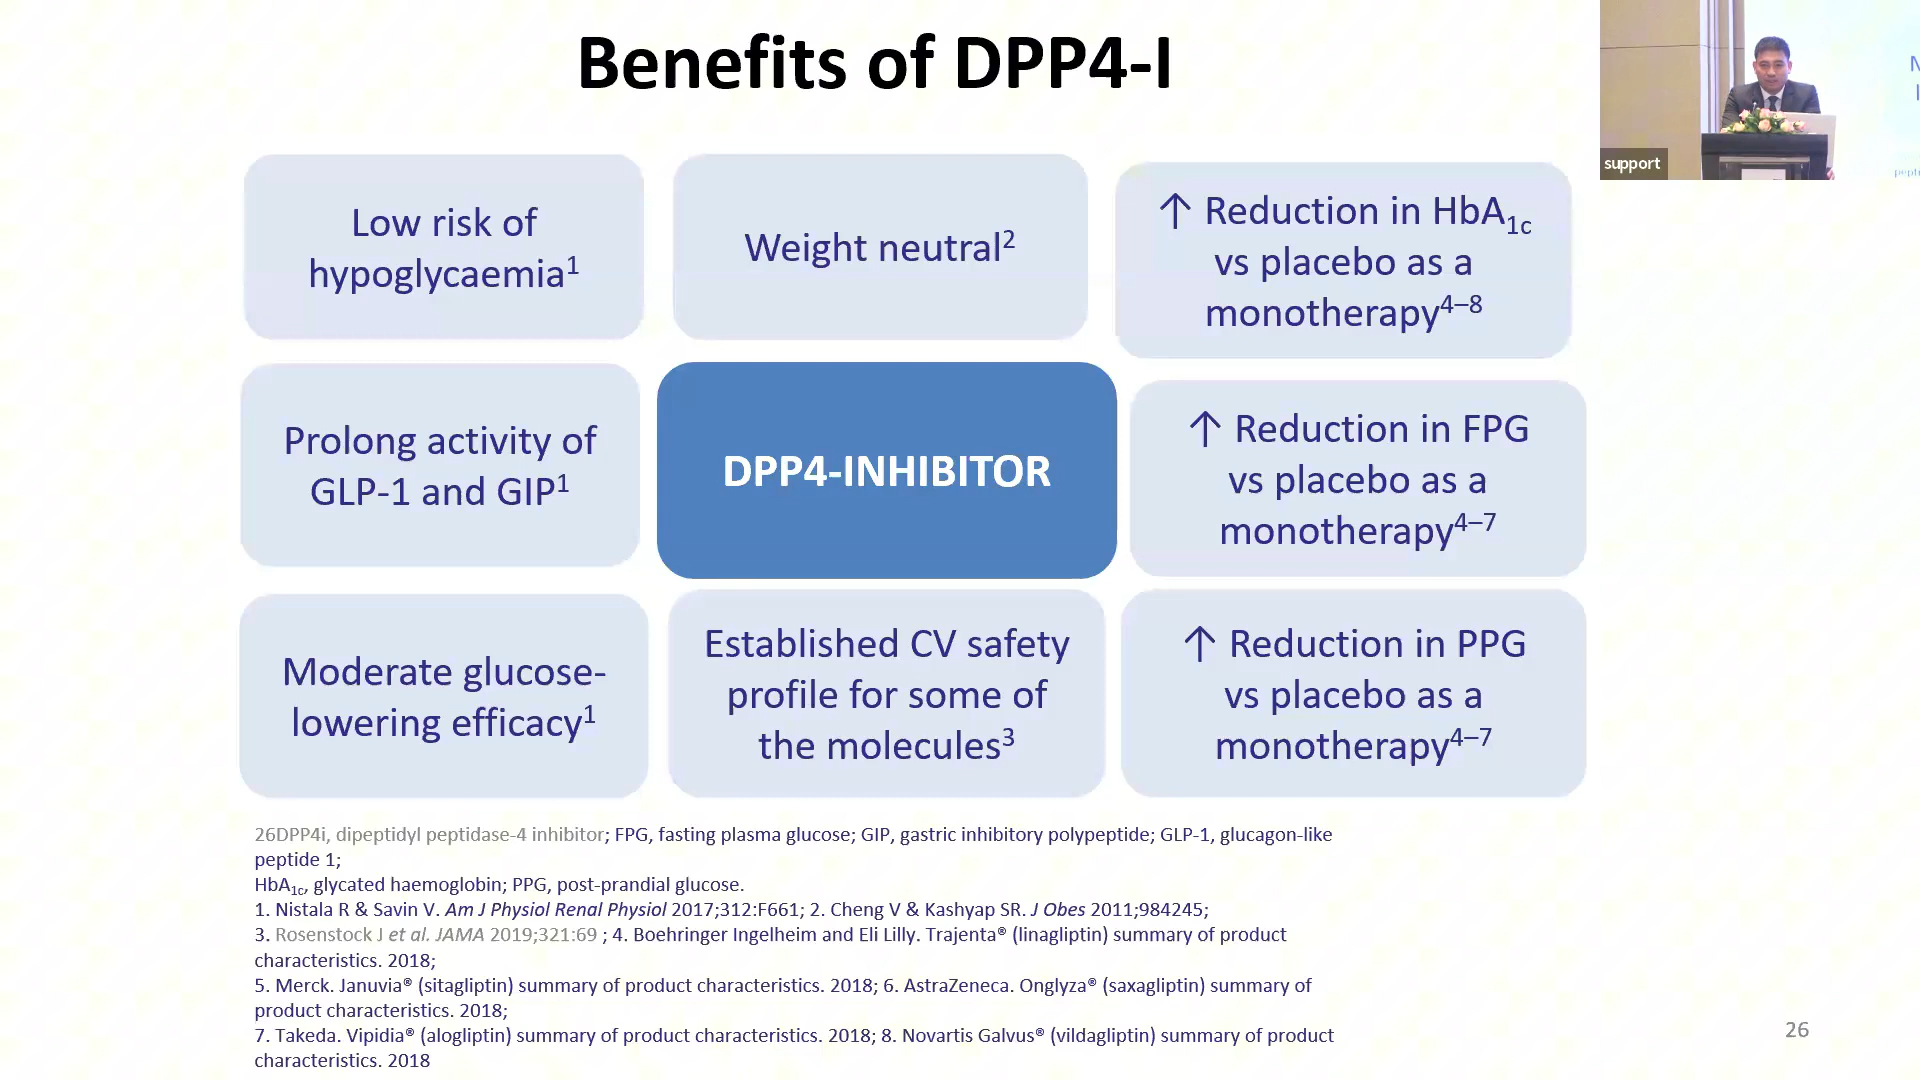 Benefits of DPP4-I
Low risk of
hypoglycaemia¹
Weight neutral²
↑ Reduction in HbA₁c
vs placebo as a
monotherapy⁴⁻⁸
Prolong activity of
GLP-1 and GIP¹
DPP4-INHIBITOR
↑ Reduction in FPG
vs placebo as a
monotherapy⁴⁻⁷
Moderate glucose-
lowering efficacy¹
Established CV safety
profile for some of
the molecules³
↑ Reduction in PPG
vs placebo as a
monotherapy⁴⁻⁷
26DPP4i, dipeptidyl peptidase-4 inhibitor; FPG, fasting plasma glucose; GIP, gastric inhibitory polypeptide; GLP-1, glucagon-like
peptide 1;
HbA₁c, glycated haemoglobin; PPG, post-prandial glucose.
1. Nistala R & Savin V. Am J Physiol Renal Physiol 2017;312:F661; 2. Cheng V & Kashyap SR. J Obes 2011;984245;
3. Rosenstock J et al. JAMA 2019;321:69 ; 4. Boehringer Ingelheim and Eli Lilly. Trajenta® (linagliptin) summary of product
characteristics. 2018;
5. Merck. Januvia® (sitagliptin) summary of product characteristics. 2018; 6. AstraZeneca. Onglyza® (saxagliptin) summary of
product characteristics. 2018;
7. Takeda. Vipidia® (alogliptin) summary of product characteristics. 2018; 8. Novartis Galvus® (vildagliptin) summary of product
characteristics. 2018
26
support